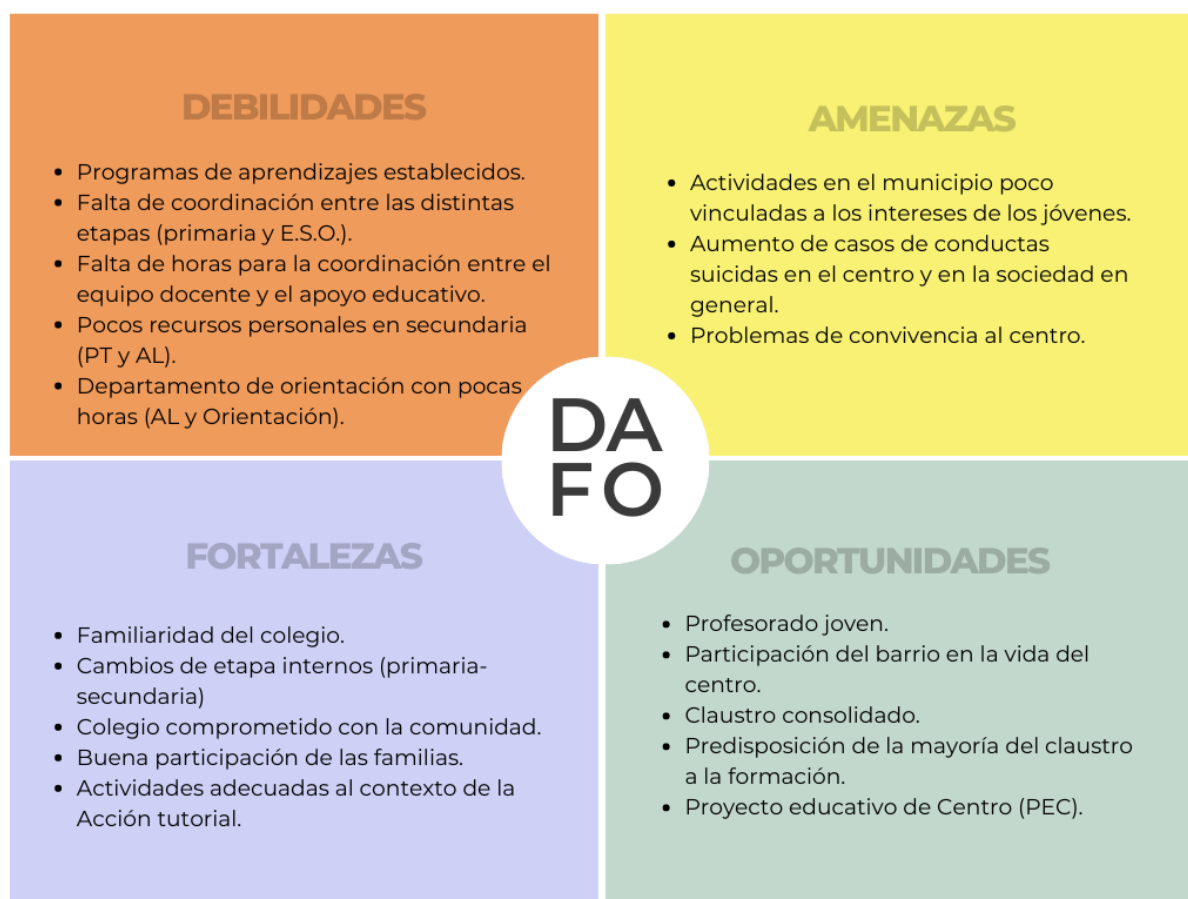 DEBILIDADES
• Programas de aprendizajes establecidos.
• Falta de coordinación entre las distintas
etapas (primaria y E.S.O.).
• Falta de horas para la coordinación entre el
equipo docente y el apoyo educativo.
• Pocos recursos personales en secundaria
(PT y AL).
• Departamento de orientación con pocas
horas (AL y Orientación).
AMENAZAS
• Actividades en el municipio poco
vinculadas a los intereses de los jóvenes.
• Aumento de casos de conductas
suicidas en el centro y en la sociedad en
general.
• Problemas de convivencia al centro.
DA
FO
FORTALEZAS
• Familiaridad del colegio.
• Cambios de etapa internos (primaria-
secundaria)
• Colegio comprometido con la comunidad.
• Buena participación de las familias.
• Actividades adecuadas al contexto de la
Acción tutorial.
OPORTUNIDADES
• Profesorado joven.
• Participación del barrio en la vida del
centro.
• Claustro consolidado.
• Predisposición de la mayoría del claustro
a la formación.
• Proyecto educativo de Centro (PEC).